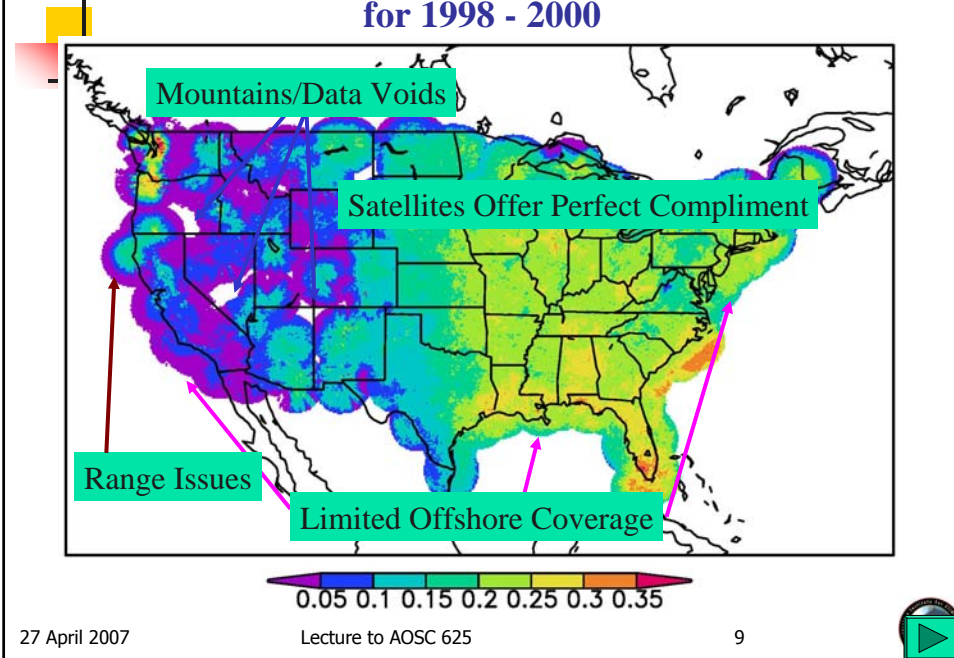 for 1998 - 2000
Mountains/Data Voids
Satellites Offer Perfect Compliment
Range Issues
Limited Offshore Coverage
0.05 0.1 0.15 0.2 0.25 0.3 0.35
27 April 2007 Lecture to AOSC 625 9